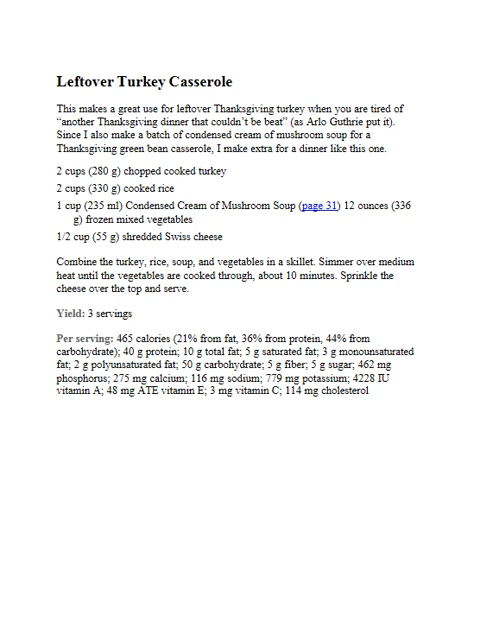 Leftover Turkey Casserole
This makes a great use for leftover Thanksgiving turkey when you are tired of
“another Thanksgiving dinner that couldn’t be beat” (as Arlo Guthrie put it).
Since I also make a batch of condensed cream of mushroom soup for a
Thanksgiving green bean casserole, I make extra for a dinner like this one.
2 cups (280 g) chopped cooked turkey
2 cups (330 g) cooked rice
1 cup (235 ml) Condensed Cream of Mushroom Soup (page 31) 12 ounces (336
g) frozen mixed vegetables
1/2 cup (55 g) shredded Swiss cheese
Combine the turkey, rice, soup, and vegetables in a skillet. Simmer over medium
heat until the vegetables are cooked through, about 10 minutes. Sprinkle the
cheese over the top and serve.
Yield: 3 servings
Per serving: 465 calories (21% from fat, 36% from protein, 44% from
carbohydrate); 40 g protein; 10 g total fat; 5 g saturated fat; 3 g monounsaturated
fat; 2 g polyunsaturated fat; 50 g carbohydrate; 5 g fiber; 5 g sugar; 462 mg
phosphorus; 275 mg calcium; 116 mg sodium; 779 mg potassium; 4228 IU
vitamin A; 48 mg ATE vitamin E; 3 mg vitamin C; 114 mg cholesterol